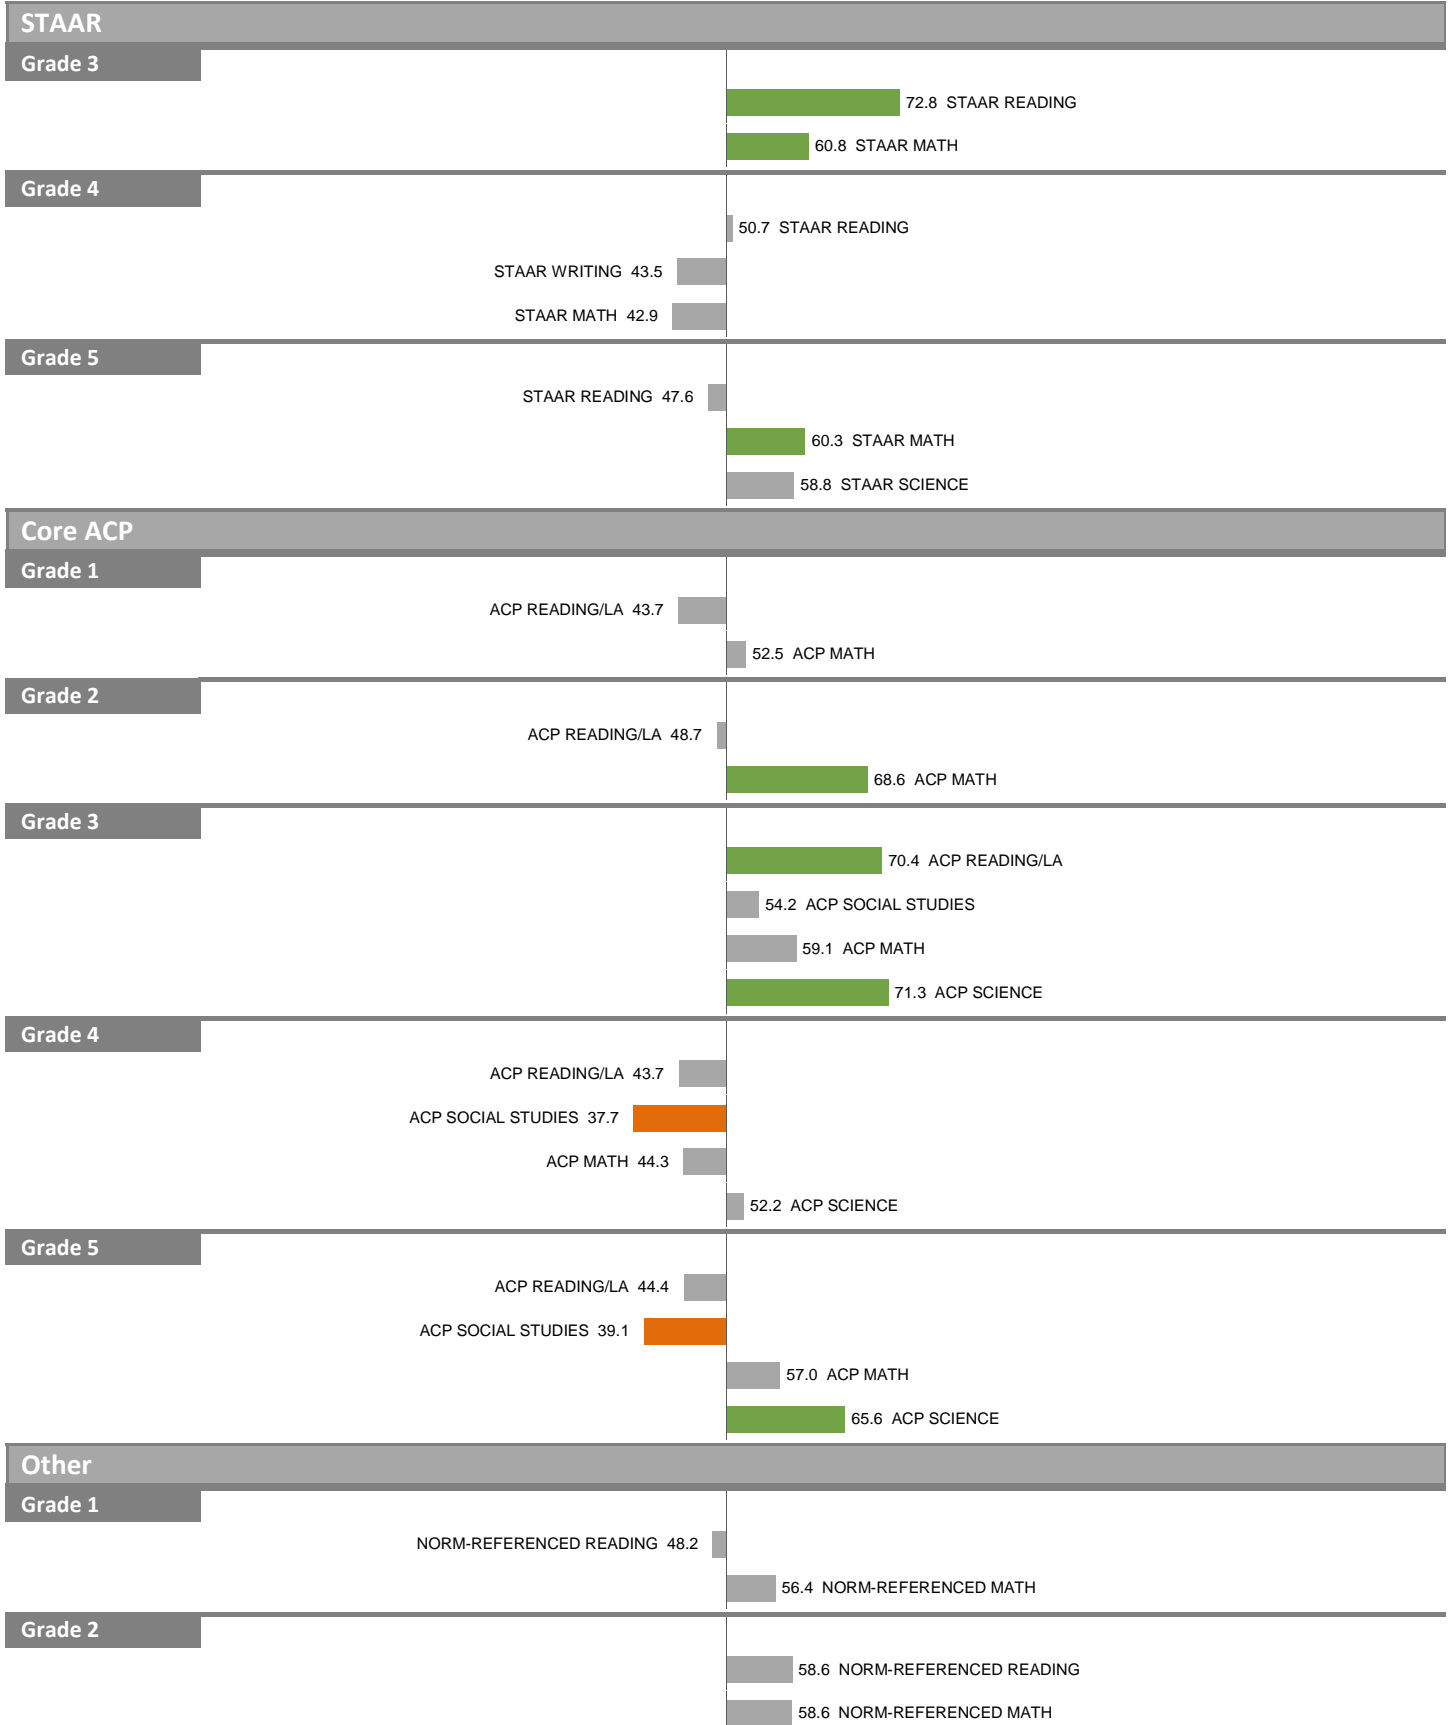 STAAR
Grade 3
72.8 STAAR READING
60.8 STAAR MATH
Grade 4
50.7 STAAR READING
STAAR WRITING 43.5
STAAR MATH 42.9
Grade 5
STAAR READING 47.6
60.3 STAAR MATH
58.8 STAAR SCIENCE
Core ACP
Grade 1
ACP READING/LA 43.7
52.5 ACP MATH
Grade 2
ACP READING/LA 48.7
68.6 ACP MATH
Grade 3
70.4 ACP READING/LA
54.2 ACP SOCIAL STUDIES
59.1 ACP MATH
71.3 ACP SCIENCE
Grade 4
ACP READING/LA 43.7
ACP SOCIAL STUDIES 37.7
ACP MATH 44.3
52.2 ACP SCIENCE
Grade 5
ACP READING/LA 44.4
ACP SOCIAL STUDIES 39.1
57.0 ACP MATH
65.6 ACP SCIENCE
Other
Grade 1
NORM-REFERENCED READING 48.2
56.4 NORM-REFERENCED MATH
Grade 2
58.6 NORM-REFERENCED READING
58.6 NORM-REFERENCED MATH